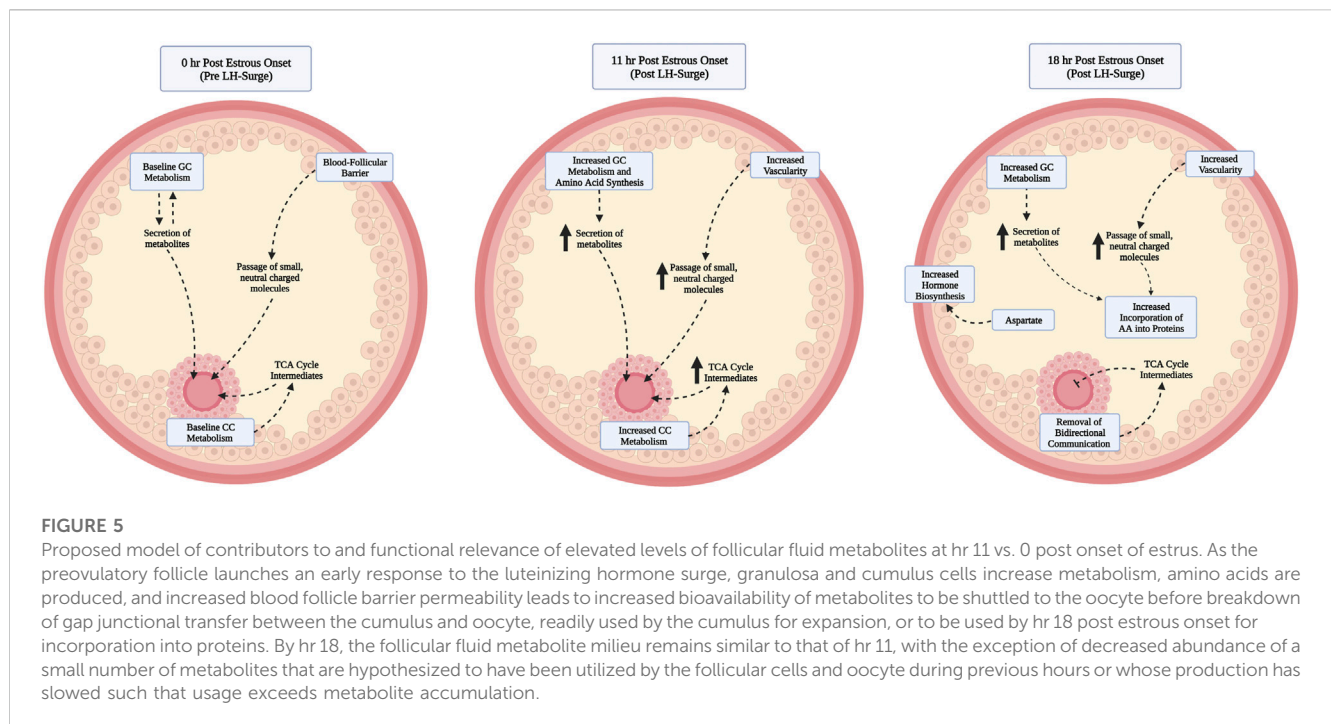 0 hr Post Estrous Onset
(Pre LH-Surge)
Baseline GC
Metabolism
Blood-Follicular
Barrier
Secretion of
metabolites
Passage of small,
neutral charged
molecules
TCA Cycle
Intermediates
Baseline CC
Metabolism
11 hr Post Estrous Onset
(Post LH-Surge)
Increased GC
Metabolism and
Amino Acid Synthesis
Increased
Vascularity
Secretion of
metabolites
Passage of small,
neutral charged
molecules
TCA Cycle
Intermediates
Increased CC
Metabolism
18 hr Post Estrous Onset
(Post LH-Surge)
Increased GC
Metabolism
Increased
Vascularity
Secretion of
metabolites
Passage of small,
neutral charged
molecules
Increased
Hormone
Biosynthesis
Aspartate
Increased
Incorporation of
AA into Proteins
TCA Cycle
Intermediates
Removal of
Bidirectional
Communication
FIGURE 5
Proposed model of contributors to and functional relevance of elevated levels of follicular fluid metabolites at hr 11 vs. 0 post onset of estrus. As the
preovulatory follicle launches an early response to the luteinizing hormone surge, granulosa and cumulus cells increase metabolism, amino acids are
produced, and increased blood follicle barrier permeability leads to increased bioavailability of metabolites to be shuttled to the oocyte before breakdown
of gap junctional transfer between the cumulus and oocyte, readily used by the cumulus for expansion, or to be used by hr 18 post estrous onset for
incorporation into proteins. By hr 18, the follicular fluid metabolite milieu remains similar to that of hr 11, with the exception of decreased abundance of a
small number of metabolites that are hypothesized to have been utilized by the follicular cells and oocyte during previous hours or whose production has
slowed such that usage exceeds metabolite accumulation.